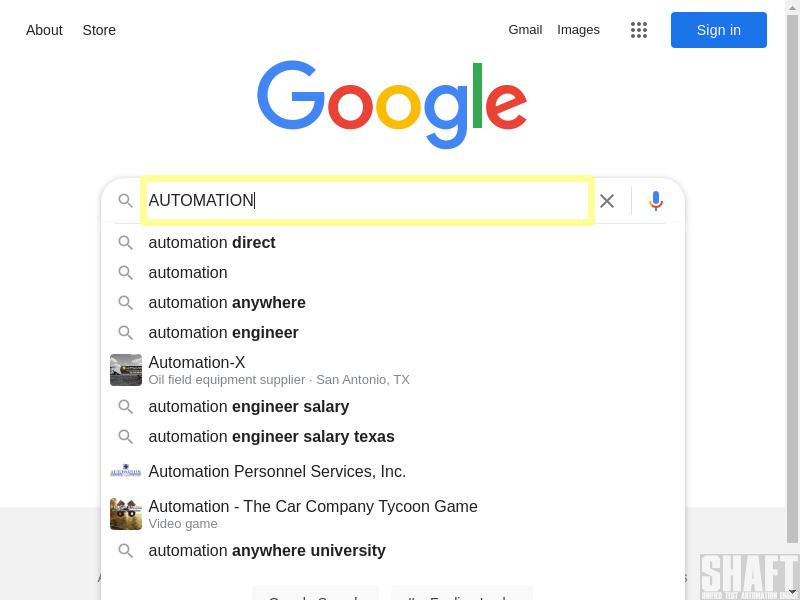 About Store Gmail Images Sign in
Google
AUTOMATION
automation direct
automation
automation anywhere
automation engineer
Automation-X
Oil field equipment supplier · San Antonio, TX
automation engineer salary
automation engineer salary texas
Automation Personnel Services, Inc.
Automation - The Car Company Tycoon Game
Video game
automation anywhere university
SHAFT